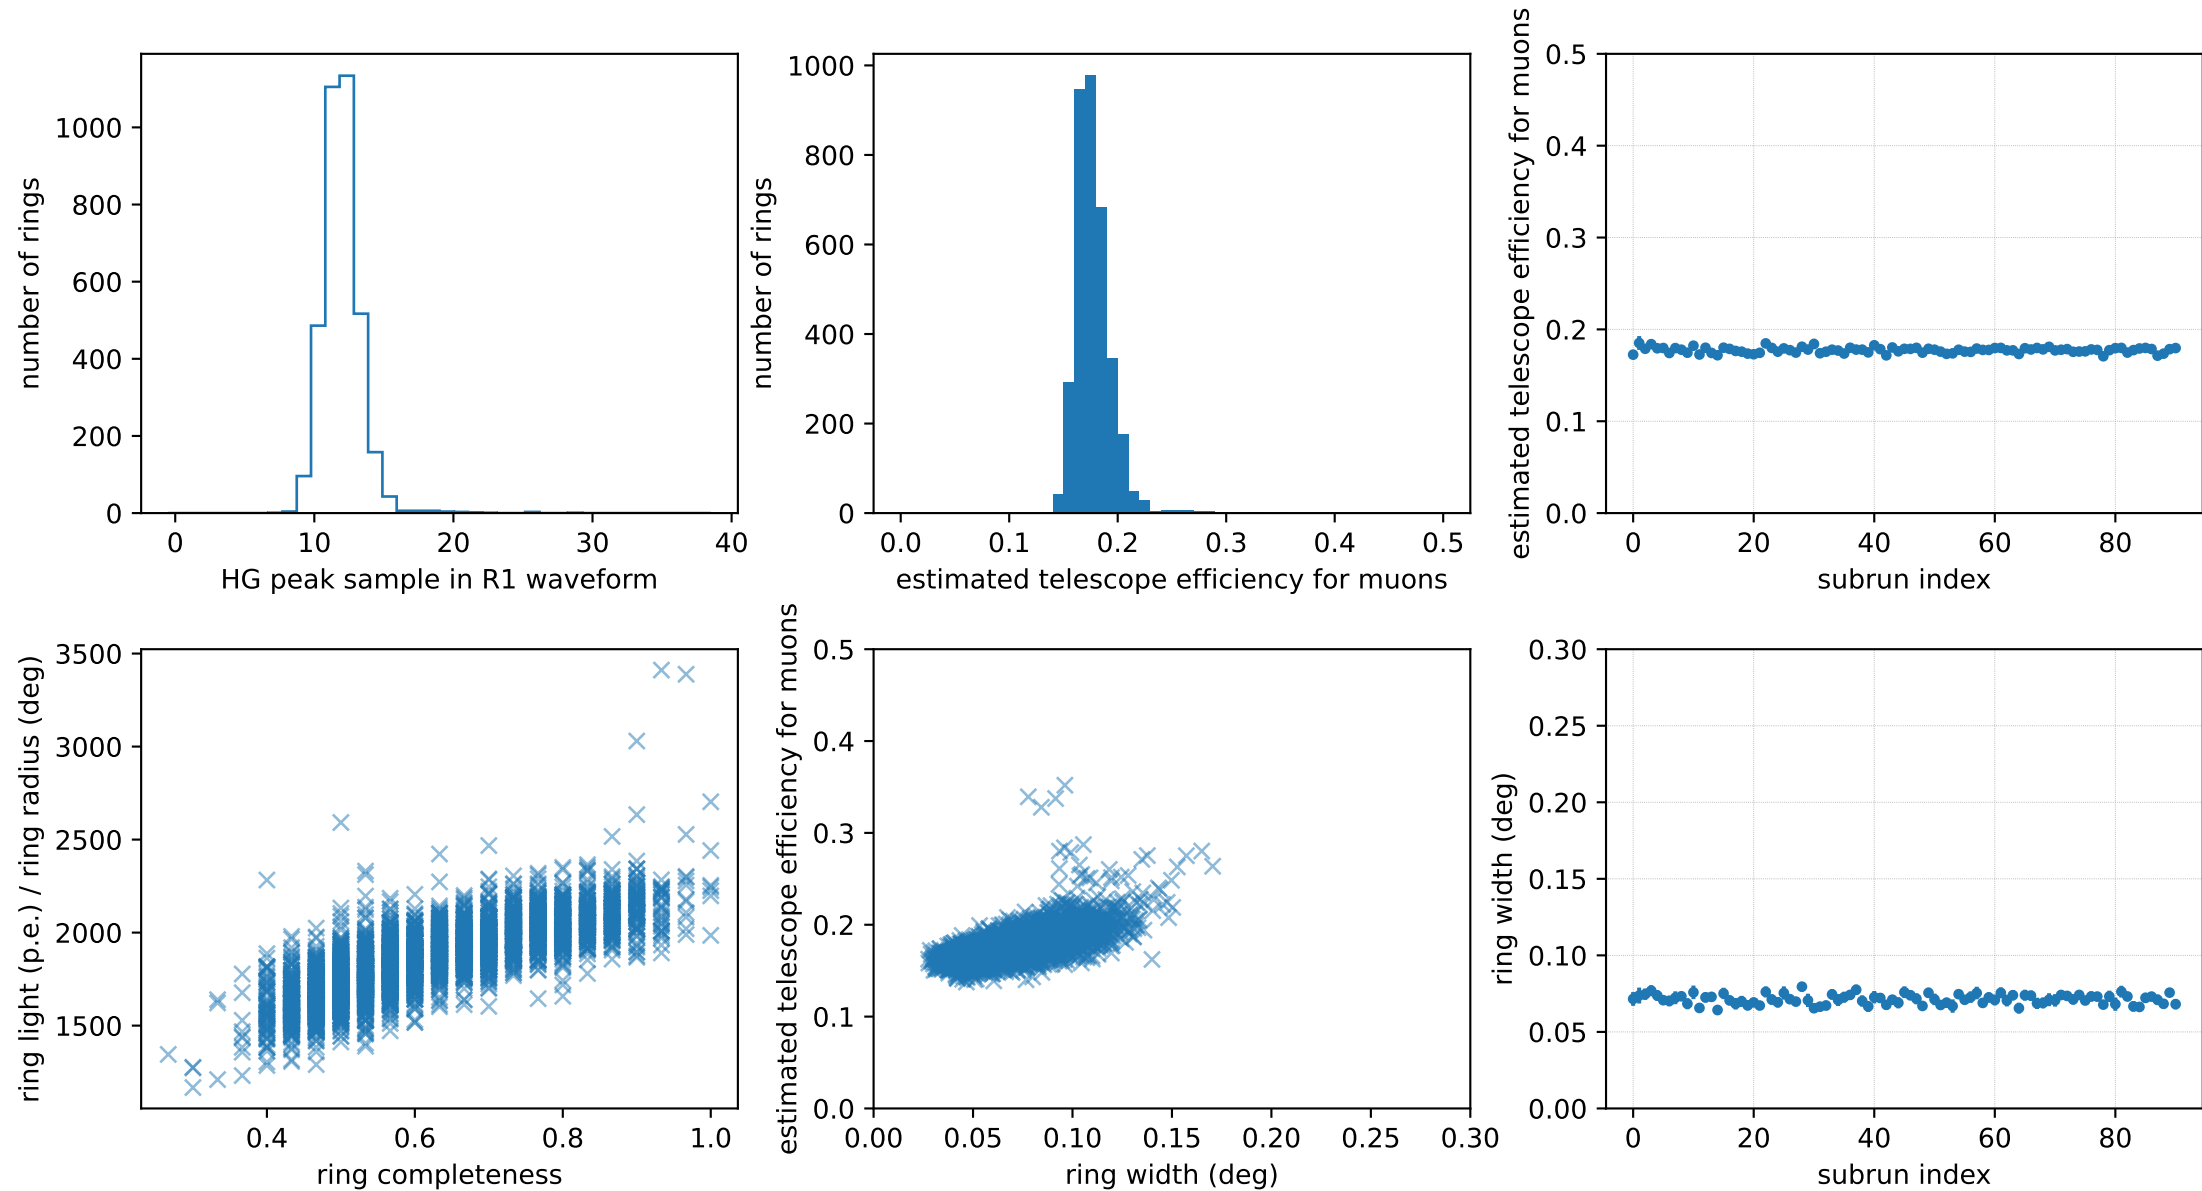 number of rings
1000
800
600
400
200
0
0 10 20 30 40
HG peak sample in R1 waveform
number of rings
1000
800
600
400
200
0
0.0 0.1 0.2 0.3 0.4 0.5
estimated telescope efficiency for muons
estimated telescope efficiency for muons
0.5
0.4
0.3
0.2
0.1
0.0
0 20 40 60 80
subrun index
ring light (p.e.) / ring radius (deg)
3500
3000
2500
2000
1500
0.4 0.6 0.8 1.0
ring completeness
estimated telescope efficiency for muons
0.5
0.4
0.3
0.2
0.1
0.0
0.00 0.05 0.10 0.15 0.20 0.25 0.30
ring width (deg)
ring width (deg)
0.30
0.25
0.20
0.15
0.10
0.05
0.00
0 20 40 60 80
subrun index